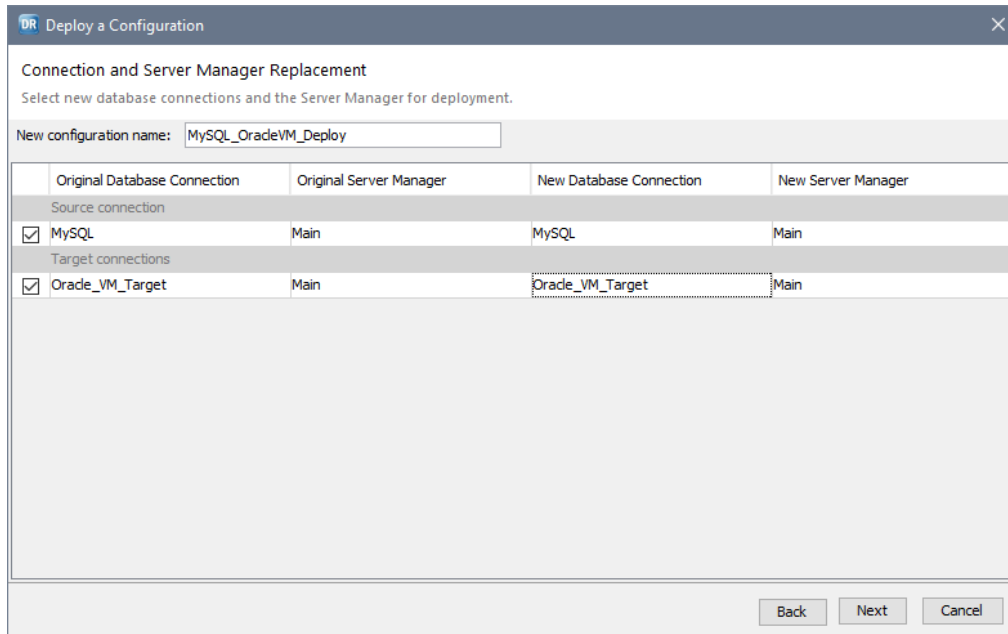 DR Deploy a Configuration
Connection and Server Manager Replacement
Select new database connections and the Server Manager for deployment.
New configuration name: MySQL_OracleVM_Deploy
Original Database Connection Original Server Manager New Database Connection New Server Manager
Source connection
MySQL Main MySQL Main
Target connections
Oracle_VM_Target Main Oracle_VM_Target Main
Back Next Cancel